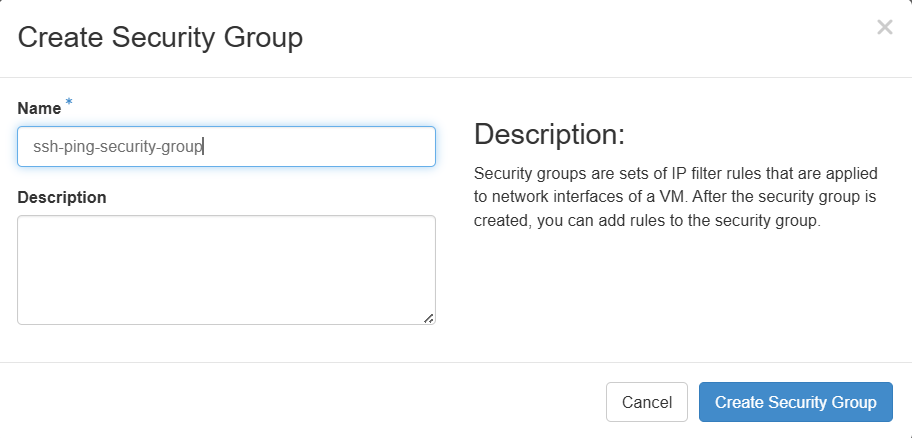 Create Security Group
×
Name *
ssh-ping-security-group
Description
Description:
Security groups are sets of IP filter rules that are applied
to network interfaces of a VM. After the security group is
created, you can add rules to the security group.
Cancel
Create Security Group